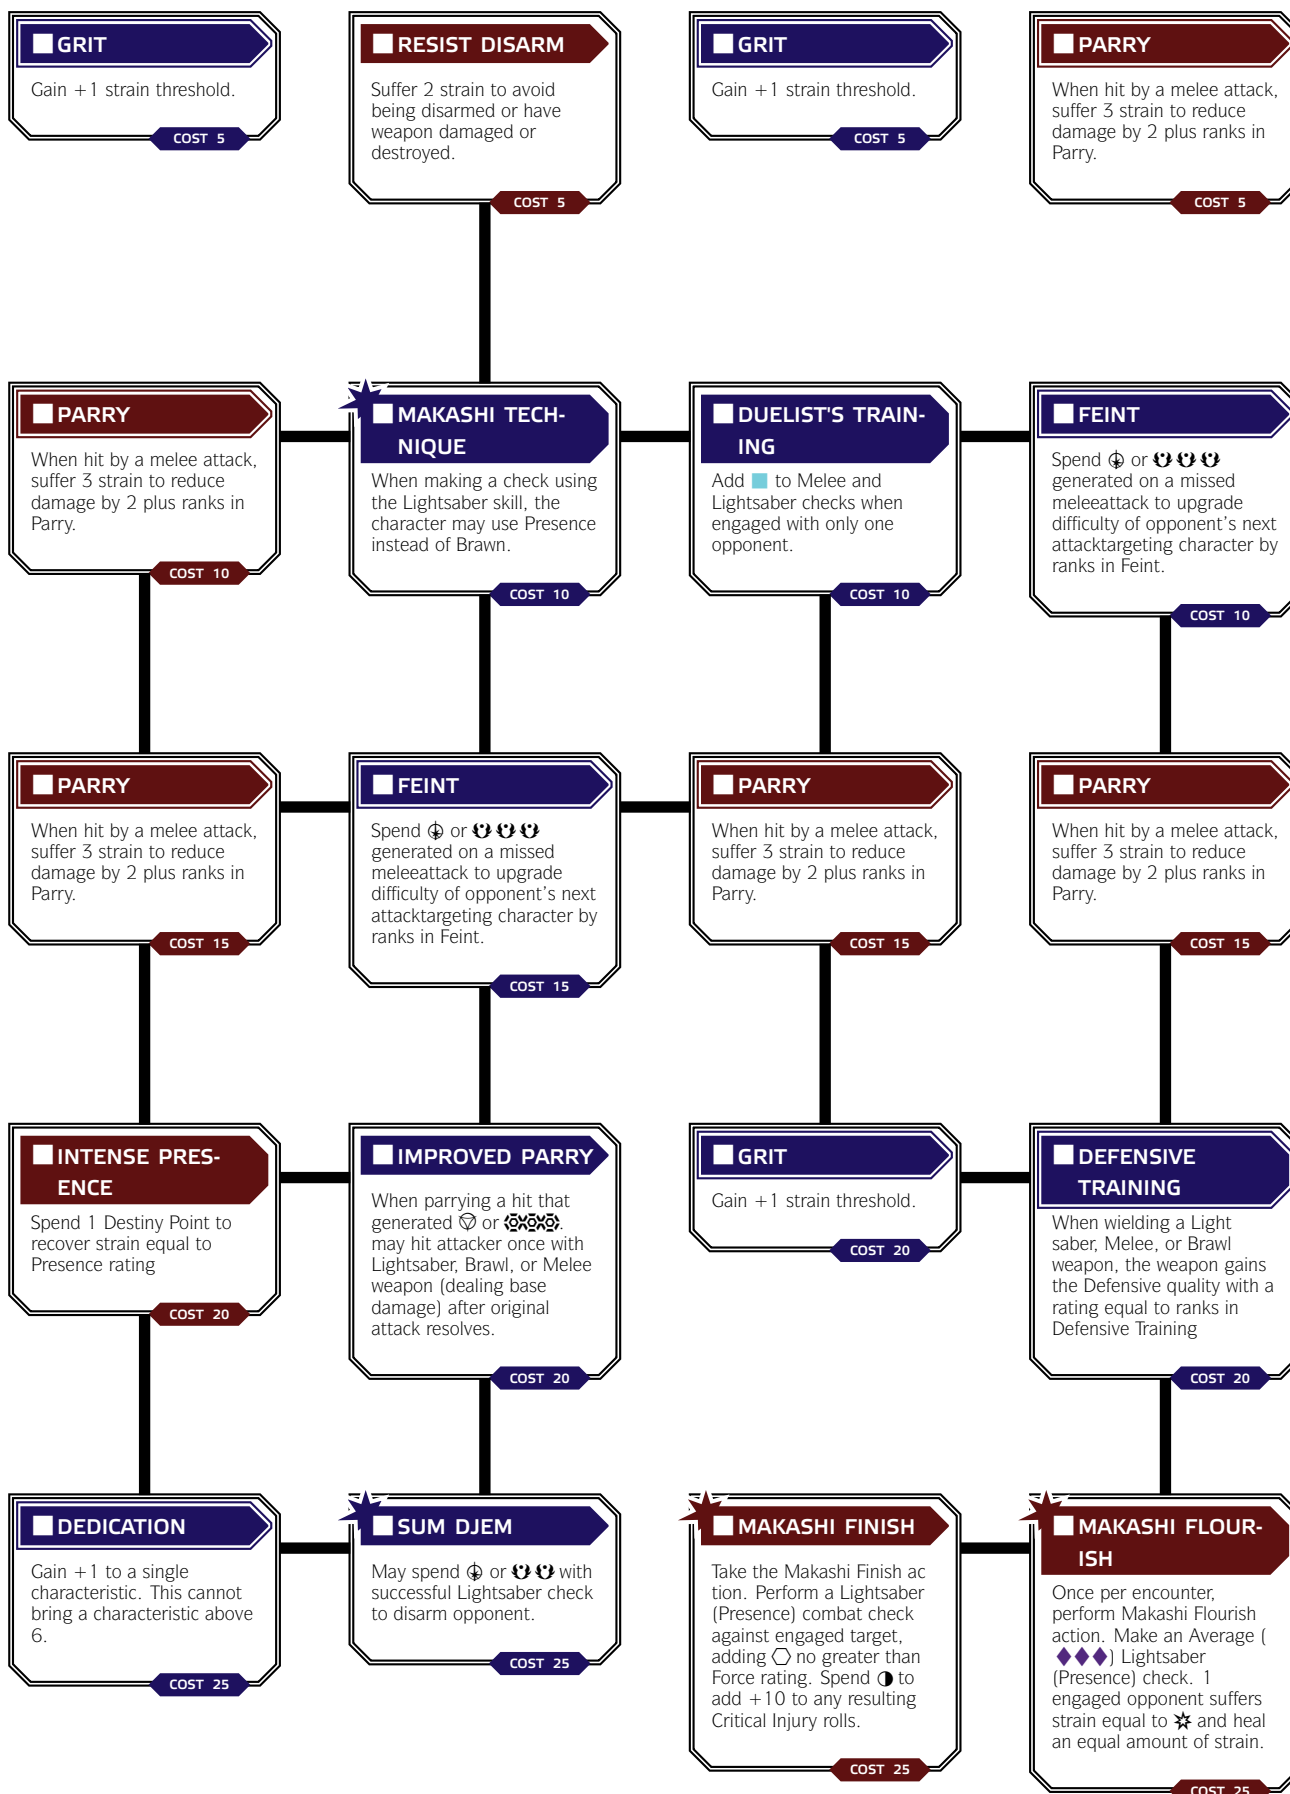 GRIT
Gain +1 strain threshold.
COST 5
RESIST DISARM
Suffer 2 strain to avoid
being disarmed or have
weapon damaged or
destroyed.
COST 5
GRIT
Gain +1 strain threshold.
COST 5
PARRY
When hit by a melee attack,
suffer 3 strain to reduce
damage by 2 plus ranks in
Parry.
COST 5
PARRY
When hit by a melee attack,
suffer 3 strain to reduce
damage by 2 plus ranks in
Parry.
COST 10
MAKASHI TECH-
NIQUE
When making a check using
the Lightsaber skill, the
character may use Presence
instead of Brawn.
COST 10
DUELIST'S TRAIN-
ING
Add to Melee and
Lightsaber checks when
engaged with only one
opponent.
COST 10
FEINT
Spend or
generated on a missed
meleeattack to upgrade
difficulty of opponent's next
attacktargeting character by
ranks in Feint.
COST 10
PARRY
When hit by a melee attack,
suffer 3 strain to reduce
damage by 2 plus ranks in
Parry.
COST 15
FEINT
Spend or
generated on a missed
meleeattack to upgrade
difficulty of opponent's next
attacktargeting character by
ranks in Feint.
COST 15
PARRY
When hit by a melee attack,
suffer 3 strain to reduce
damage by 2 plus ranks in
Parry.
COST 15
PARRY
When hit by a melee attack,
suffer 3 strain to reduce
damage by 2 plus ranks in
Parry.
COST 15
INTENSE PRES-
ENCE
Spend 1 Destiny Point to
recover strain equal to
Presence rating
COST 20
IMPROVED PARRY
When parrying a hit that
generated or .
may hit attacker once with
Lightsaber, Brawl, or Melee
weapon (dealing base
damage) after original
attack resolves.
COST 20
GRIT
Gain +1 strain threshold.
COST 20
DEFENSIVE
TRAINING
When wielding a Light
saber, Melee, or Brawl
weapon, the weapon gains
the Defensive quality with a
rating equal to ranks in
Defensive Training
COST 20
DEDICATION
Gain +1 to a single
characteristic. This cannot
bring a characteristic above
6.
COST 25
SUM DJEM
May spend or with
successful Lightsaber check
to disarm opponent.
COST 25
MAKASHI FINISH
Take the Makashi Finish ac
tion. Perform a Lightsaber
(Presence) combat check
against engaged target,
adding no greater than
Force rating. Spend to
add +10 to any resulting
Critical Injury rolls.
COST 25
MAKASHI FLOUR-
ISH
Once per encounter,
perform Makashi Flourish
action. Make an Average (
) Lightsaber
(Presence) check. 1
engaged opponent suffers
strain equal to and heal
an equal amount of strain.
COST 25